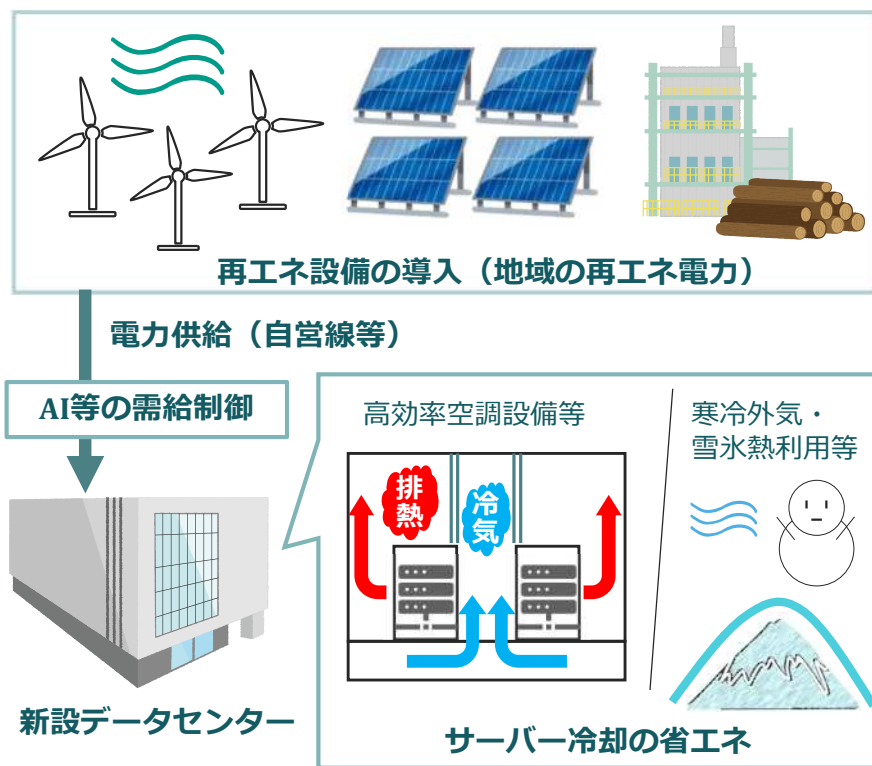 再エネ設備の導入（地域の再エネ電力）
電力供給（自営線等）
AI等の需給制御
高効率空調設備等
寒冷外気・
雪氷熱利用等
排熱
冷気
新設データセンター
サーバー冷却の省エネ